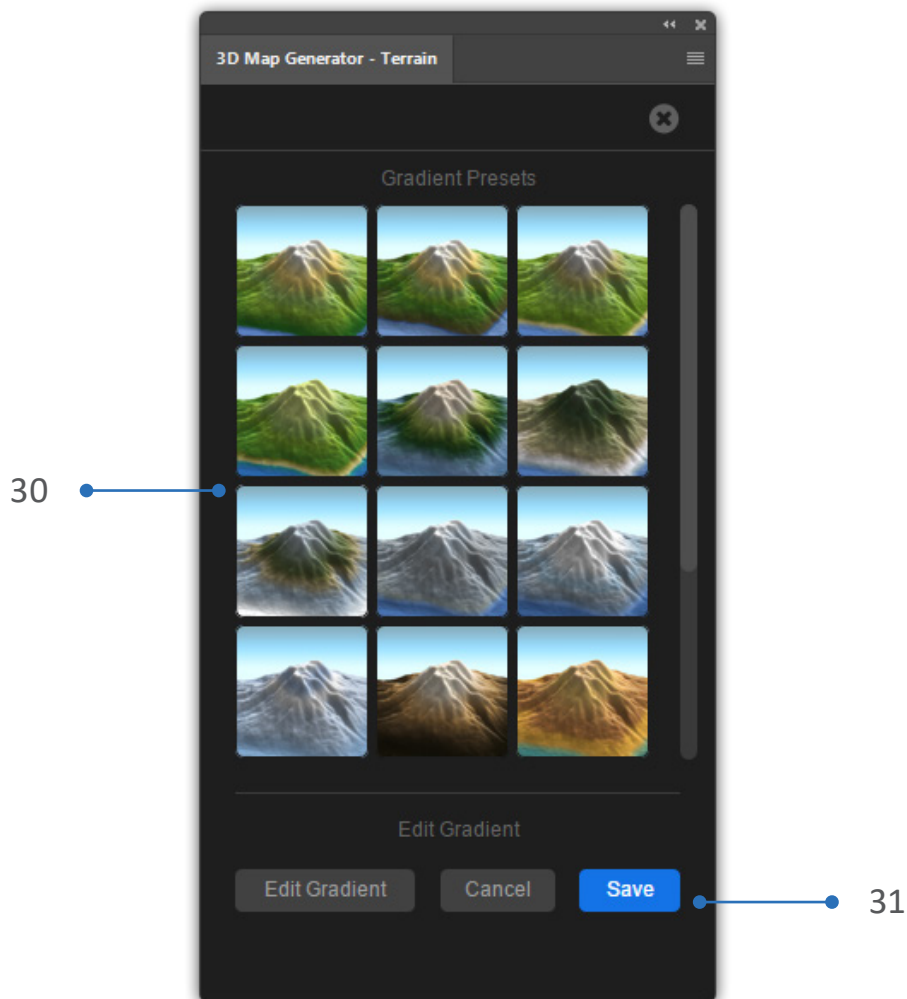 3D Map Generator - Terrain
Gradient Presets
30
Edit Gradient
Edit Gradient Cancel Save
31